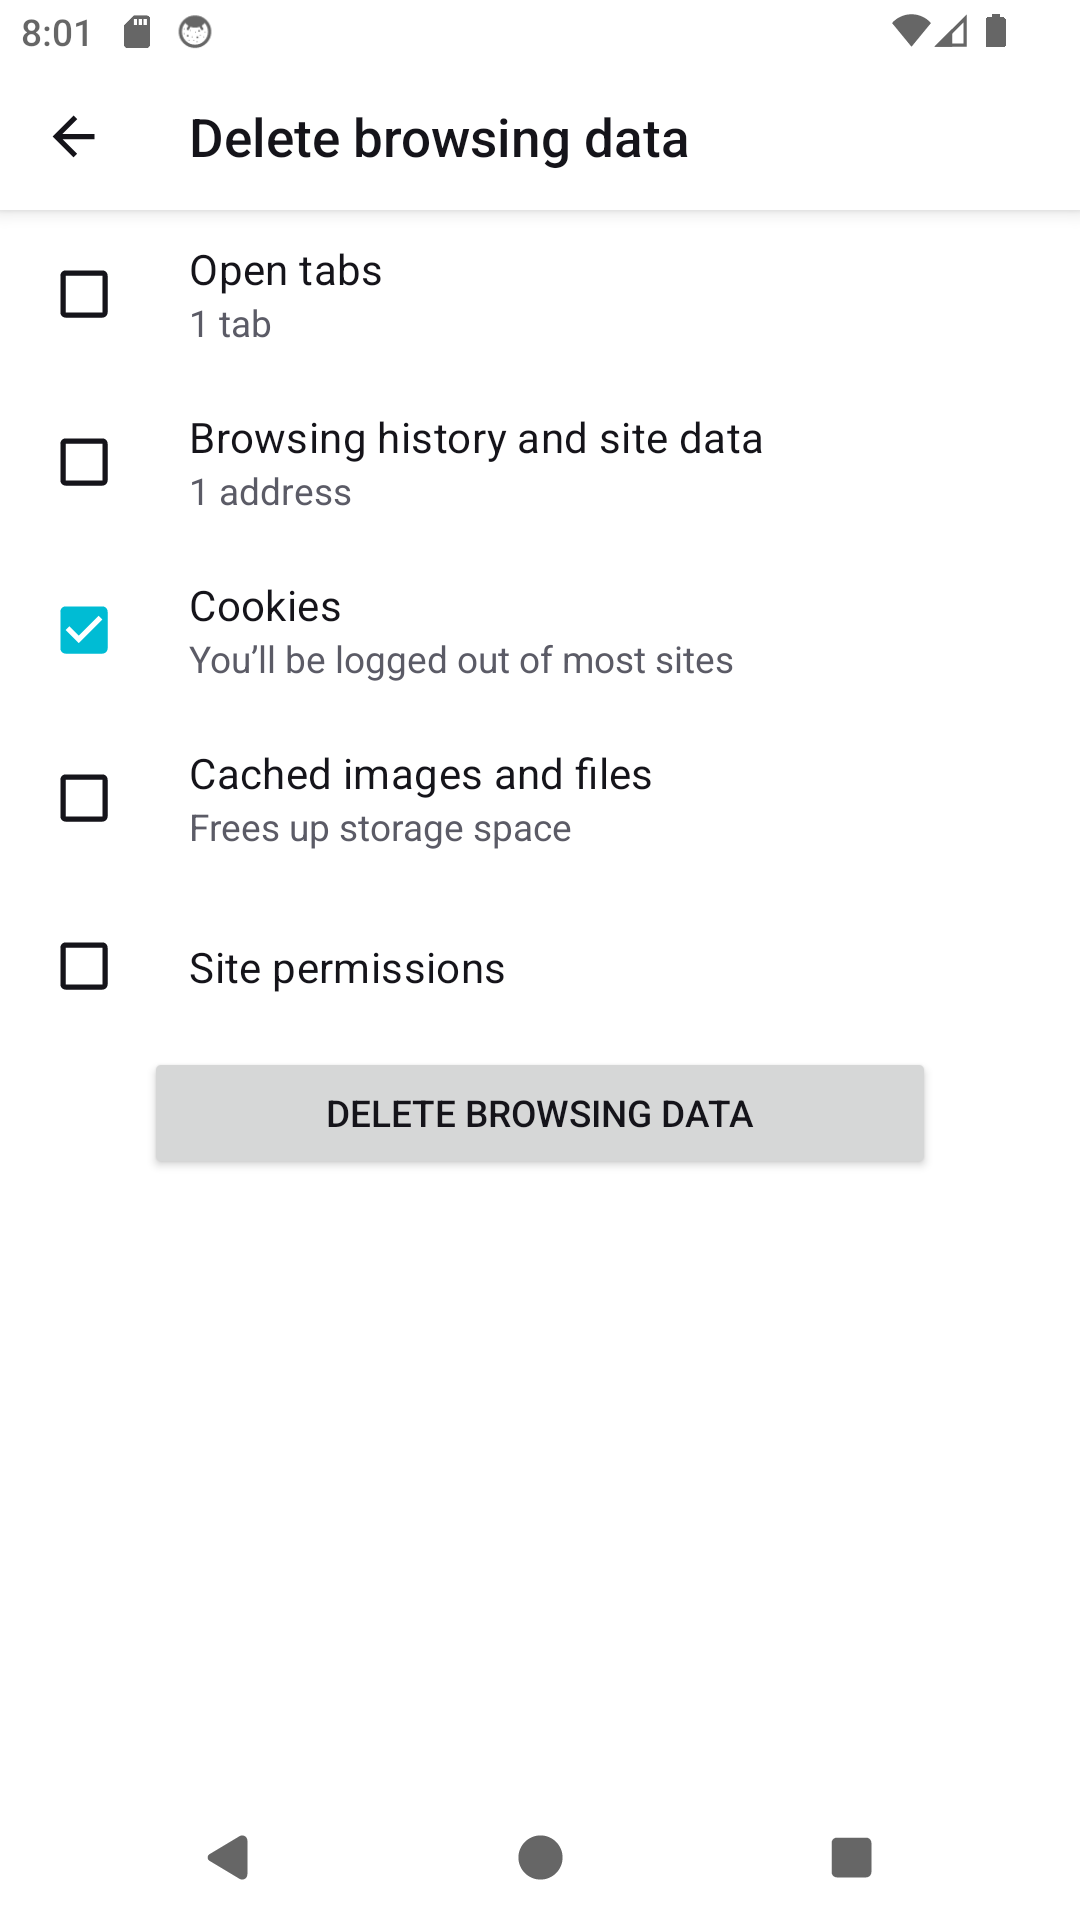 8:01
Delete browsing data
Open tabs
1 tab
Browsing history and site data
1 address
Cookies
You’ll be logged out of most sites
Cached images and files
Frees up storage space
Site permissions
DELETE BROWSING DATA